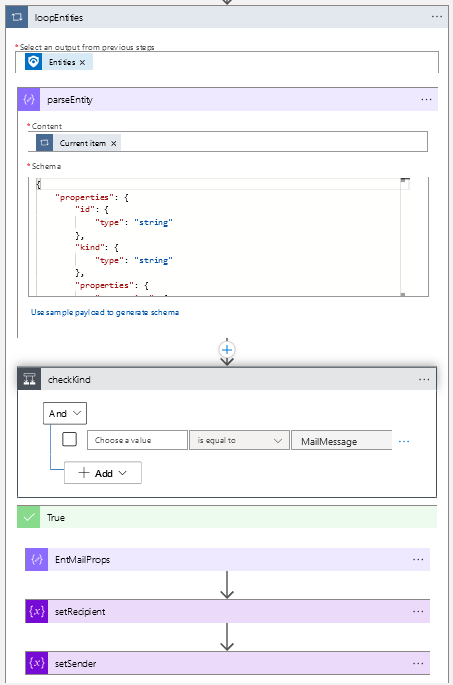 loopEntities
* Select an output from previous steps
Entities ×
parseEntity
* Content
Current item ×
* Schema
{
"properties": {
"id": {
"type": "string"
},
"kind": {
"type": "string"
},
"properties": {
Use sample payload to generate schema
checkKind
And
Choose a value is equal to MailMessage
+ Add
True
{/} EntMailProps
{x} setRecipient
{x} setSender